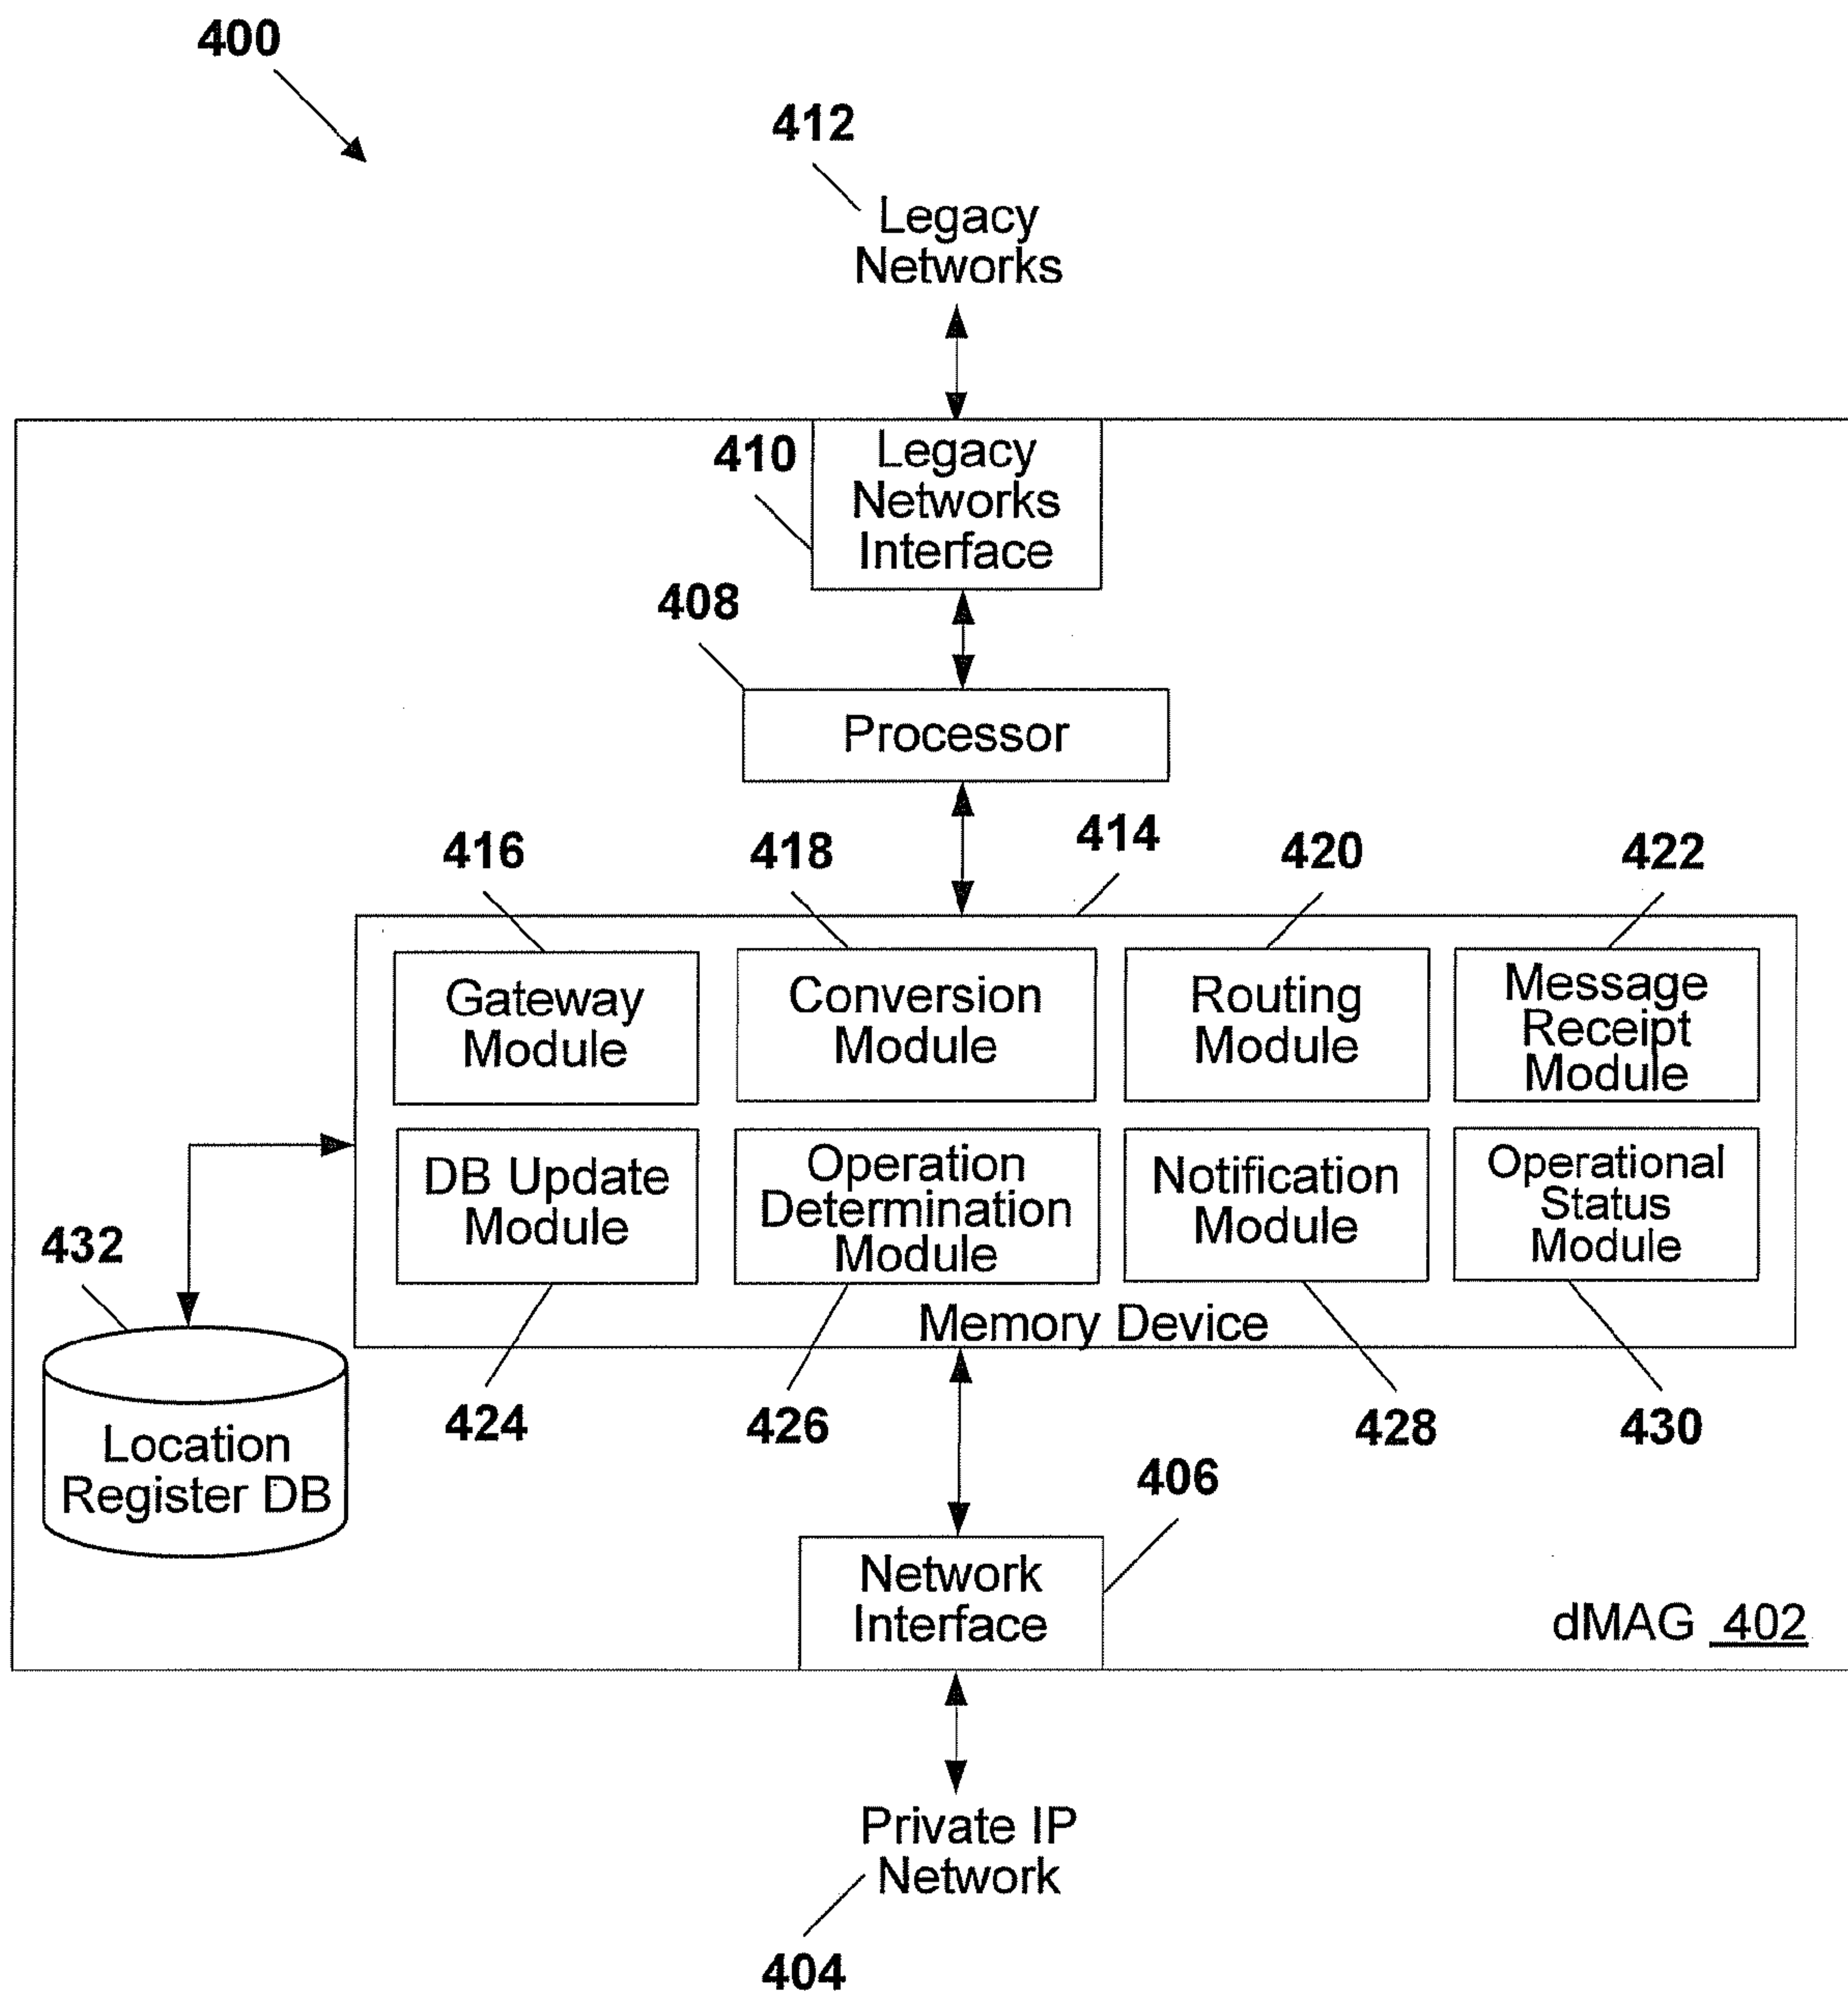 400
412
Legacy
Networks
410
Legacy
Networks
Interface
408
Processor
414
416
418
420
422
Gateway
Module
Conversion
Module
Routing
Module
Message
Receipt
Module
DB Update
Module
Operation
Determination
Module
Notification
Module
Operational
Status
Module
Memory Device
432
Location
Register DB
424
426
428
430
406
Network
Interface
dMAG 402
Private IP
Network
404